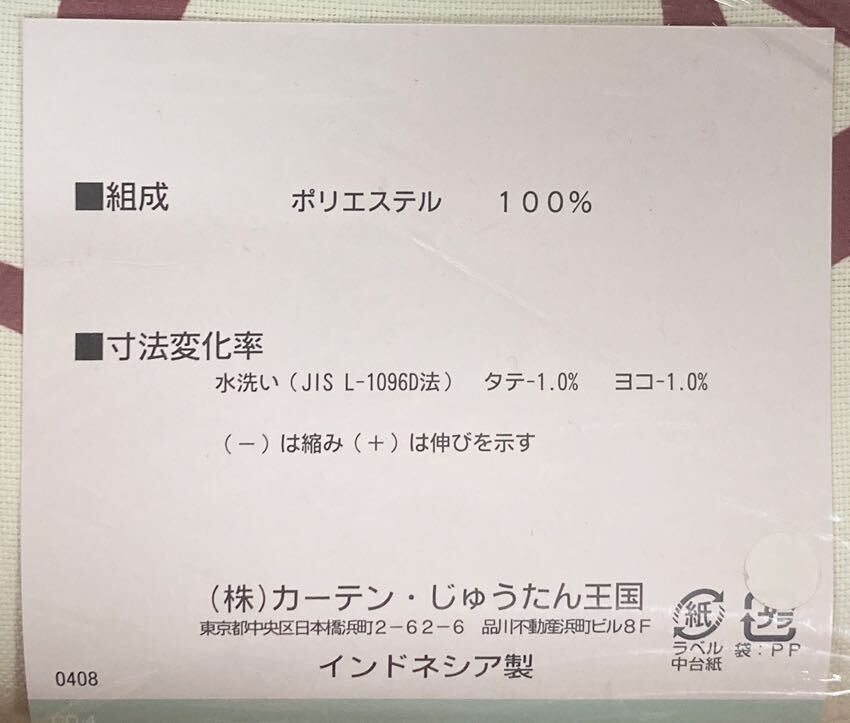 ■組成 ポリエステル 100%
■寸法変化率
水洗い（JIS L-1096D法） タテ-1.0% ヨコ-1.0%
（－）は縮み（＋）は伸びを示す
（株）カーテン・じゅうたん王国
東京都中央区日本橋浜町２－６２－６ 品川不動産浜町ビル８Ｆ
インドネシア製
0408
紙
ラベル
中台紙
プラ
袋：ＰＰ